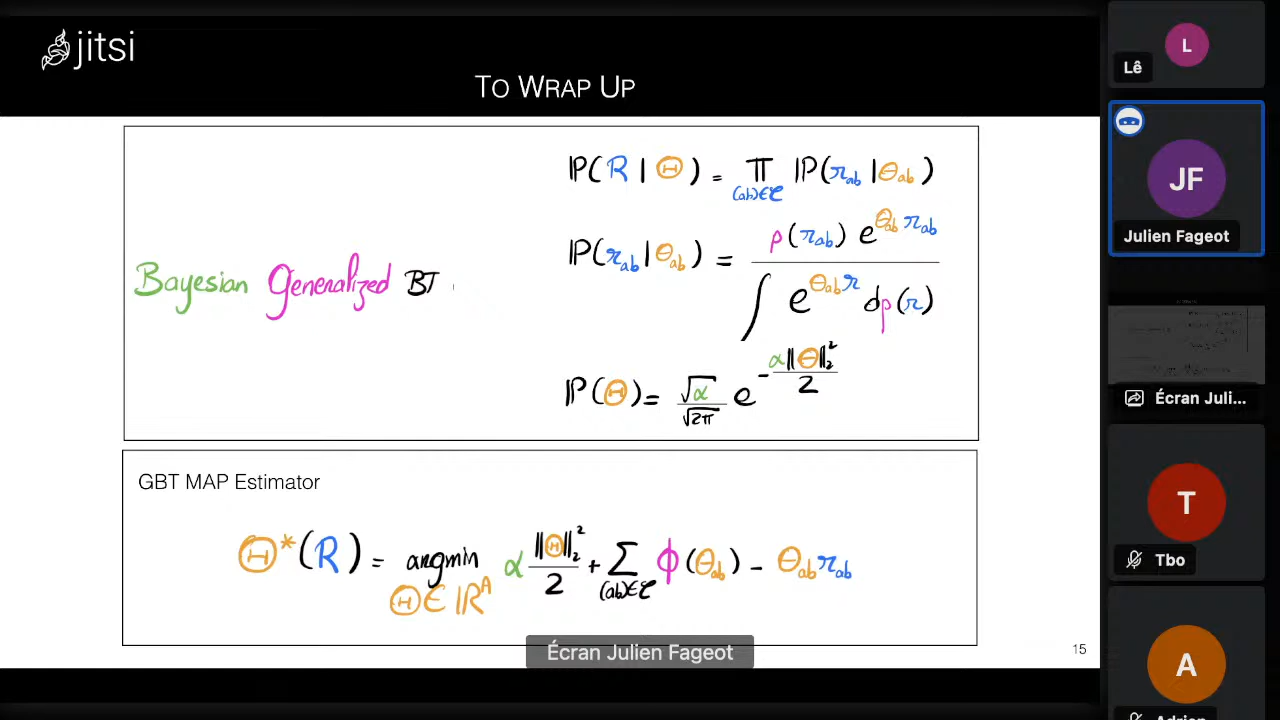 jitsi
TO WRAP UP
ℙ(R | Θ) = Π ℙ(r_ab | θ_ab)
(ab)∈C
ℙ(r_ab | θ_ab) = p(r_ab) e^{θ_ab r_ab} / ∫ e^{θ_ab r} dp(r)
Bayesian Generalized BT
ℙ(Θ) = √α / √2π e^{-α||Θ||₂² / 2}
GBT MAP Estimator
Θ*(R) = argmin α ||Θ||₂² / 2 + Σ ϕ(θ_ab) - θ_ab r_ab
Θ ∈ ℝ^A (ab)∈C
15
Écran Julien Fageot
L
Lê
JF
Julien Fageot
Écran Juli...
T
Tbo
A
Adrien